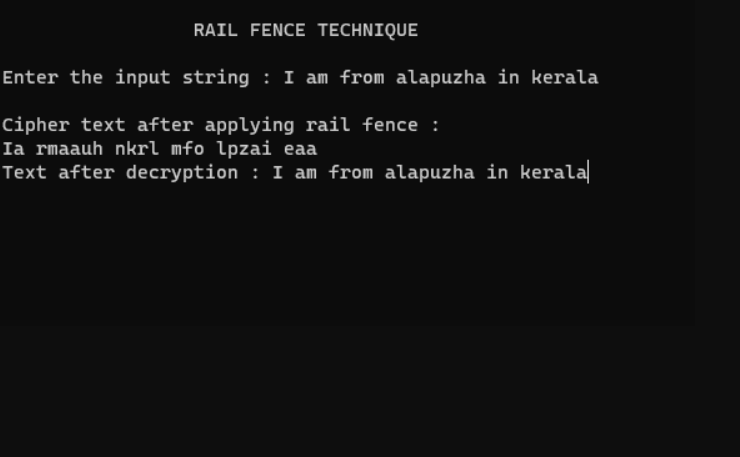 RAIL FENCE TECHNIQUE
Enter the input string : I am from alapuzha in kerala
Cipher text after applying rail fence :
Ia rmaauh nkrl mfo lpzai eaa
Text after decryption : I am from alapuzha in kerala